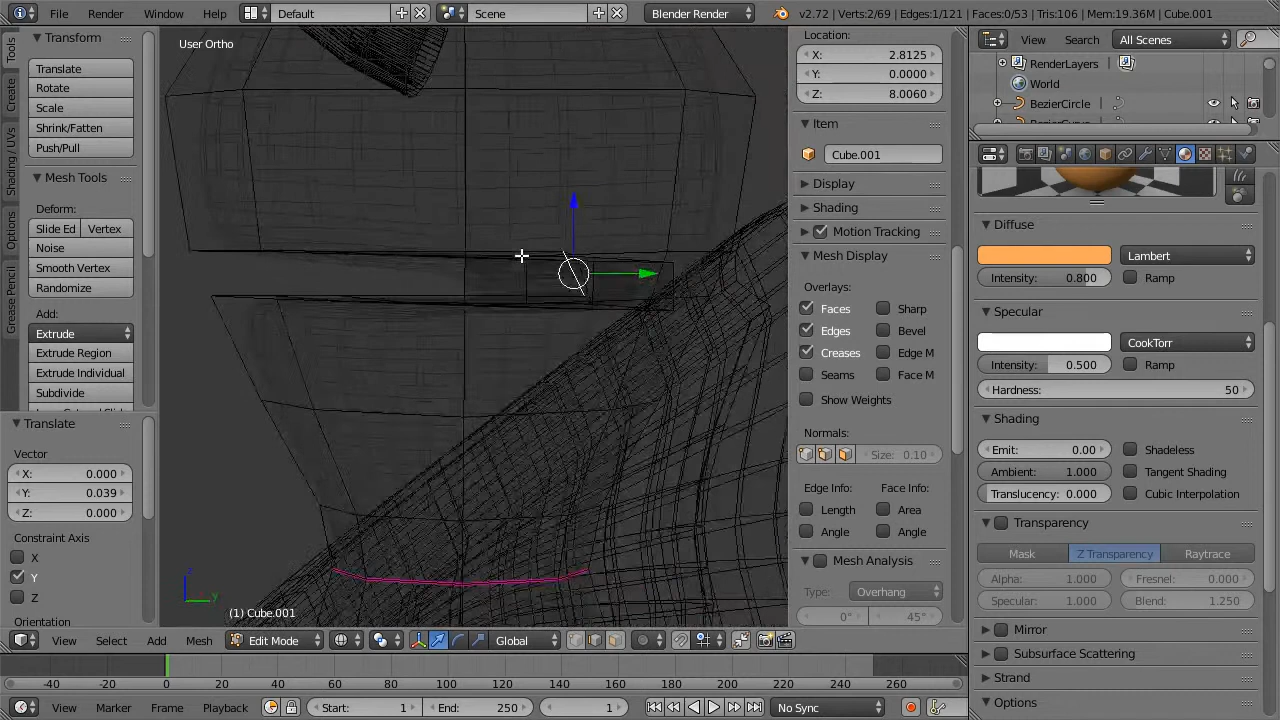 File Render Window Help Default Scene Blender Render v2.72 | Verts:2/69 | Edges:1/121 | Faces:0/53 | Tris:106 | Mem:19.36M | Cube.001
Tools
Create
Shading / UVs
Options
Grease Pencil
Transform
Translate
Rotate
Scale
Shrink/Fatten
Push/Pull
Mesh Tools
Deform:
Slide Ed Vertex
Noise
Smooth Vertex
Randomize
Add:
Extrude
Extrude Region
Extrude Individual
Subdivide
Translate
Vector
X: 0.000
Y: 0.039
Z: 0.000
Constraint Axis
X
Y
Z
Orientation
User Ortho
z
y
(1) Cube.001
Location:
X: 2.8125
Y: 0.0000
Z: 8.0060
Item
Cube.001
Display
Shading
Motion Tracking
Mesh Display
Overlays:
Faces Sharp
Edges Bevel
Creases Edge M
Seams Face M
Show Weights
Normals:
Size: 0.10
Edge Info: Face Info:
Length Area
Angle Angle
Mesh Analysis
Type: Overhang
0° 45°
View Search All Scenes
RenderLayers
World
BezierCircle
Diffuse
Lambert
Intensity: 0.800 Ramp
Specular
CookTorr
Intensity: 0.500 Ramp
Hardness: 50
Shading
Emit: 0.00 Shadeless
Ambient: 1.000 Tangent Shading
Translucency: 0.000 Cubic Interpolation
Transparency
Mask Z Transparency Raytrace
Alpha: 1.000 Fresnel: 0.000
Specular: 1.000 Blend: 1.250
Mirror
Subsurface Scattering
Strand
Options
View Select Add Mesh Edit Mode Global
-40 -20 0 20 40 60 80 100 120 140 160 180 200 220 240 260
View Marker Frame Playback Start: 1 End: 250 1 No Sync